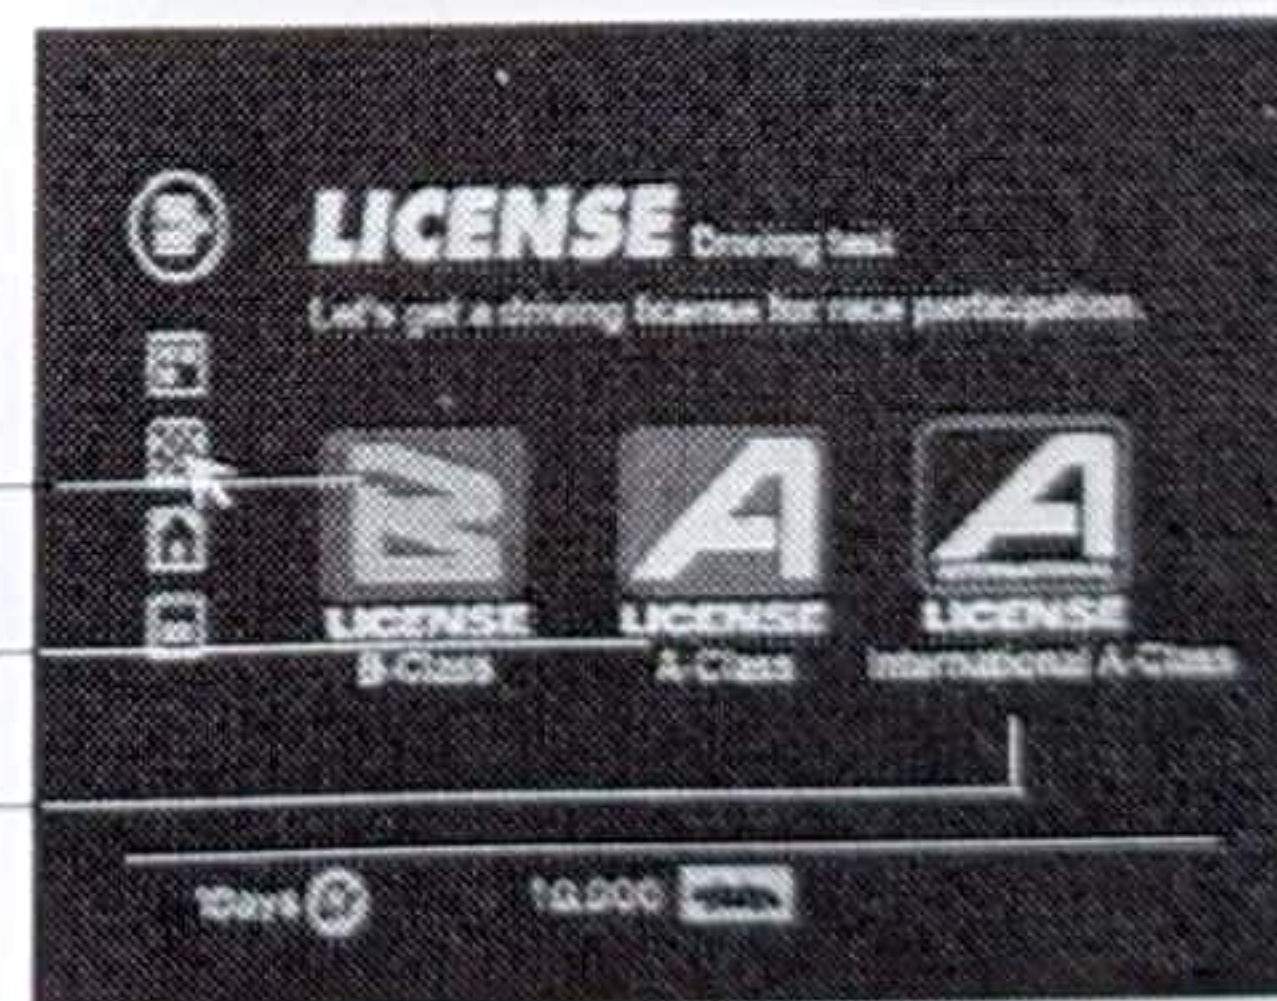 LICENSE Driving test
Let's get a driving license for race participation.
B A A
LICENSE LICENSE LICENSE
B-Class A-Class International A-Class
1Days 10,000